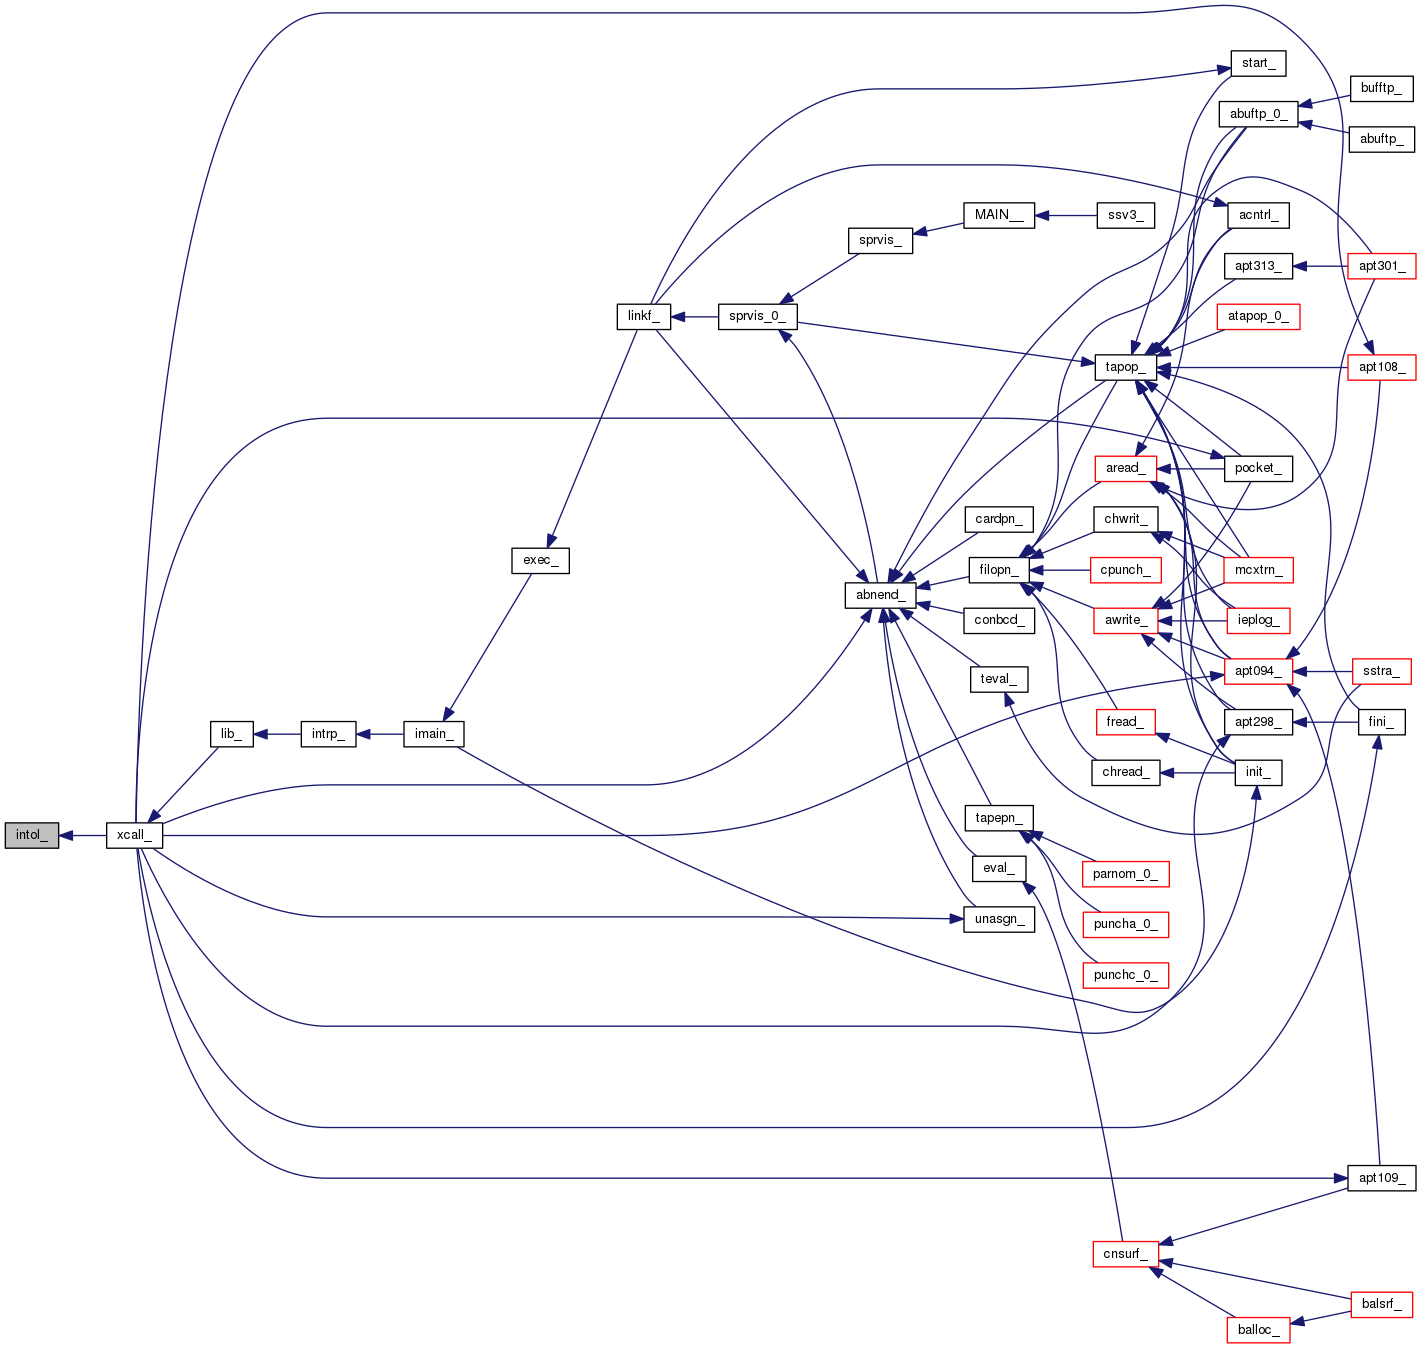 start_
bufftp_
abuftp_0_
abuftp_
MAIN__
ssv3_
acntrl_
sprvis_
apt313_
apt301_
linkf_
sprvis_0_
atapop_0_
tapop_
apt108_
aread_
pocket_
cardpn_
chwrit_
exec_
filopn_
cpunch_
mcxtrn_
abnend_
conbcd_
awrite_
ieplog_
teval_
apt094_
sstra_
lib_
intrp_
imain_
fread_
apt298_
fini_
chread_
init_
intol_
xcall_
tapepn_
eval_
parnom_0_
unasgn_
puncha_0_
punchc_0_
apt109_
cnsurf_
balsrf_
balloc_